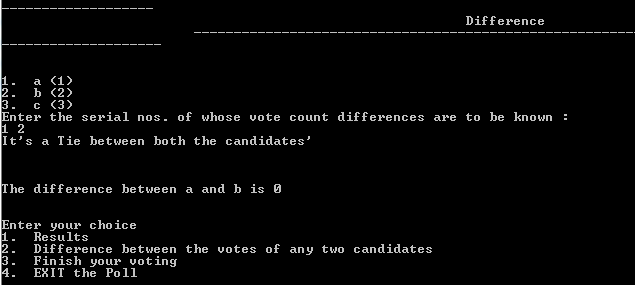 Difference
1. a (1)
2. b (2)
3. c (3)
Enter the serial nos. of whose vote count differences are to be known :
1 2
It's a Tie between both the candidates'
The difference between a and b is 0
Enter your choice
1. Results
2. Difference between the votes of any two candidates
3. Finish your voting
4. EXIT the Poll